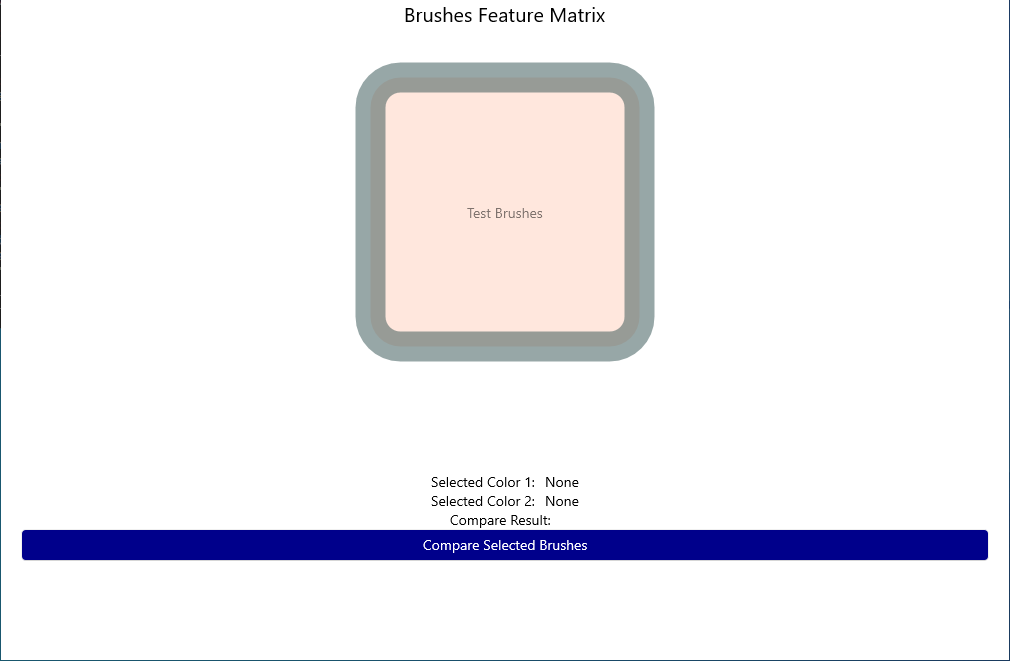 Brushes Feature Matrix
Test Brushes
Selected Color 1: None
Selected Color 2: None
Compare Result:
Compare Selected Brushes